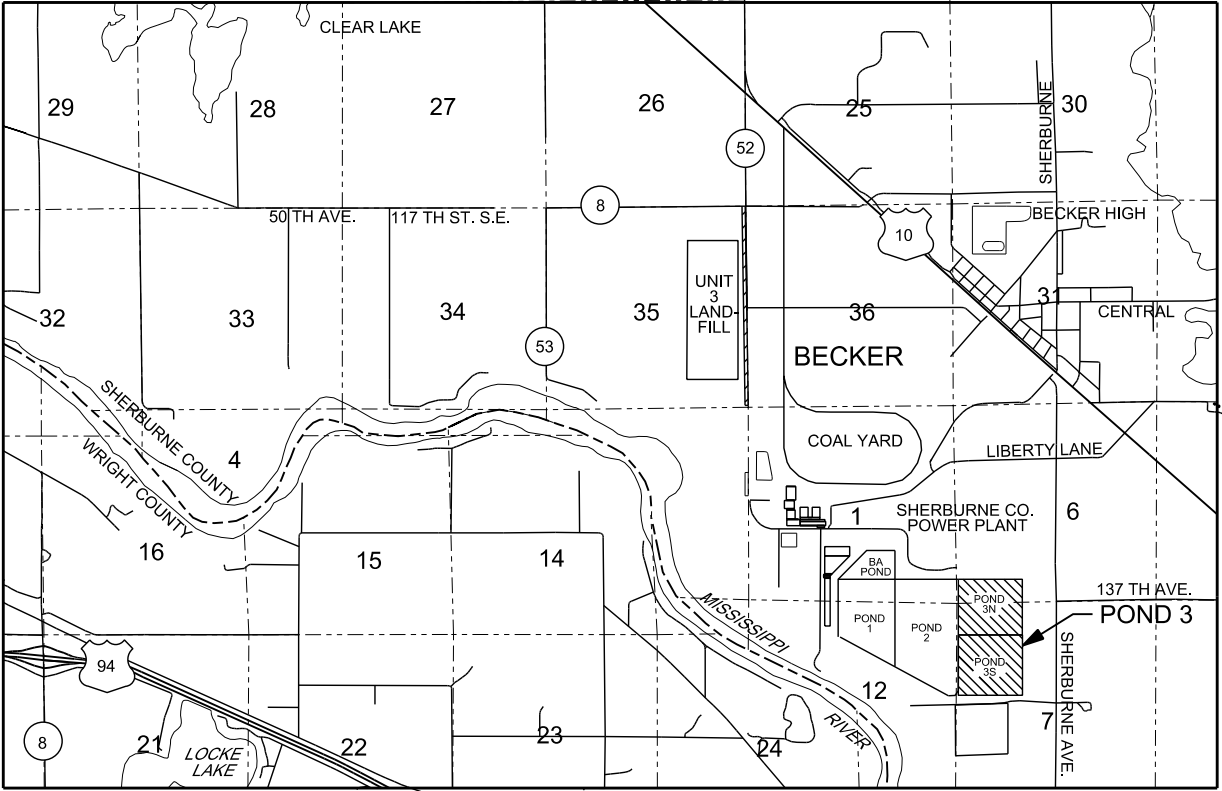 CLEAR LAKE
29
28
27
26
25
30
SHERBURNE
52
8
50 TH AVE.
117 TH ST. S.E.
10
BECKER HIGH
UNIT
3
LAND-
FILL
32
33
34
35
36
31
CENTRAL
53
BECKER
SHERBURNE COUNTY
WRIGHT COUNTY
4
COAL YARD
LIBERTY LANE
16
15
14
1
SHERBURNE CO.
POWER PLANT
6
BA
POND
137 TH AVE.
POND
3N
POND 3
MISSISSIPPI
RIVER
POND
1
POND
2
POND
3S
SHERBURNE AVE.
94
12
7
8
21
LOCKE
LAKE
22
23
24